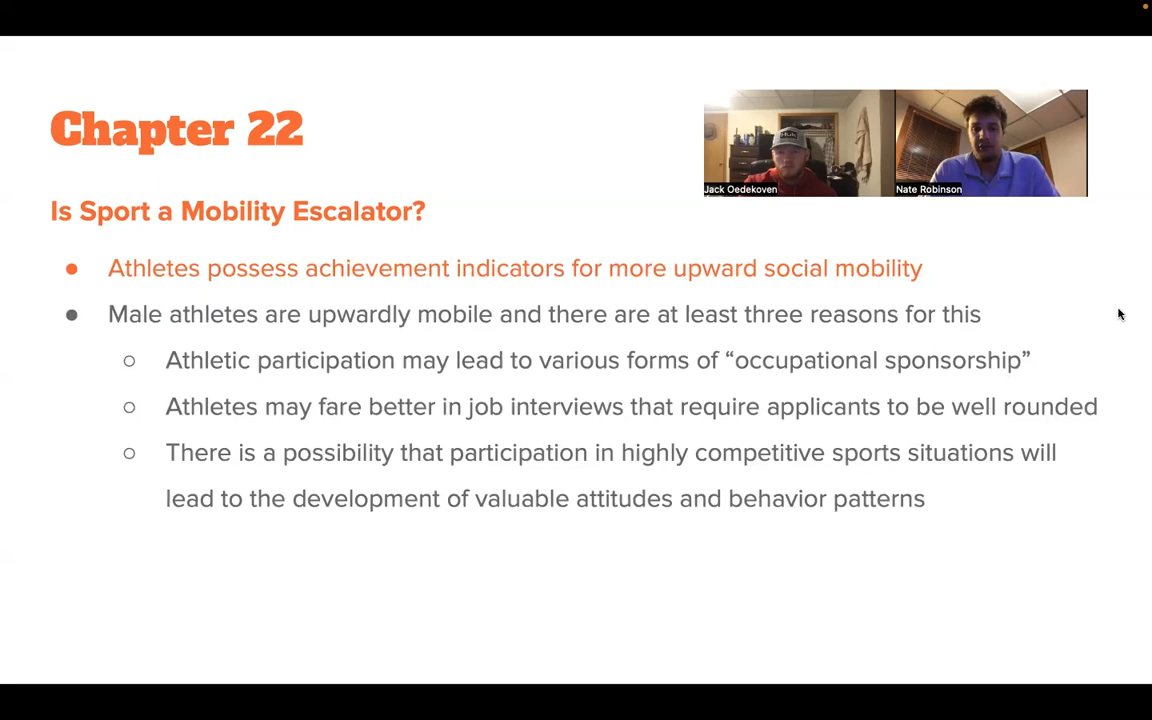 Chapter 22
Jack Oedekoven
Nate Robinson
Is Sport a Mobility Escalator?
● Athletes possess achievement indicators for more upward social mobility
● Male athletes are upwardly mobile and there are at least three reasons for this
○ Athletic participation may lead to various forms of “occupational sponsorship”
○ Athletes may fare better in job interviews that require applicants to be well rounded
○ There is a possibility that participation in highly competitive sports situations will
lead to the development of valuable attitudes and behavior patterns